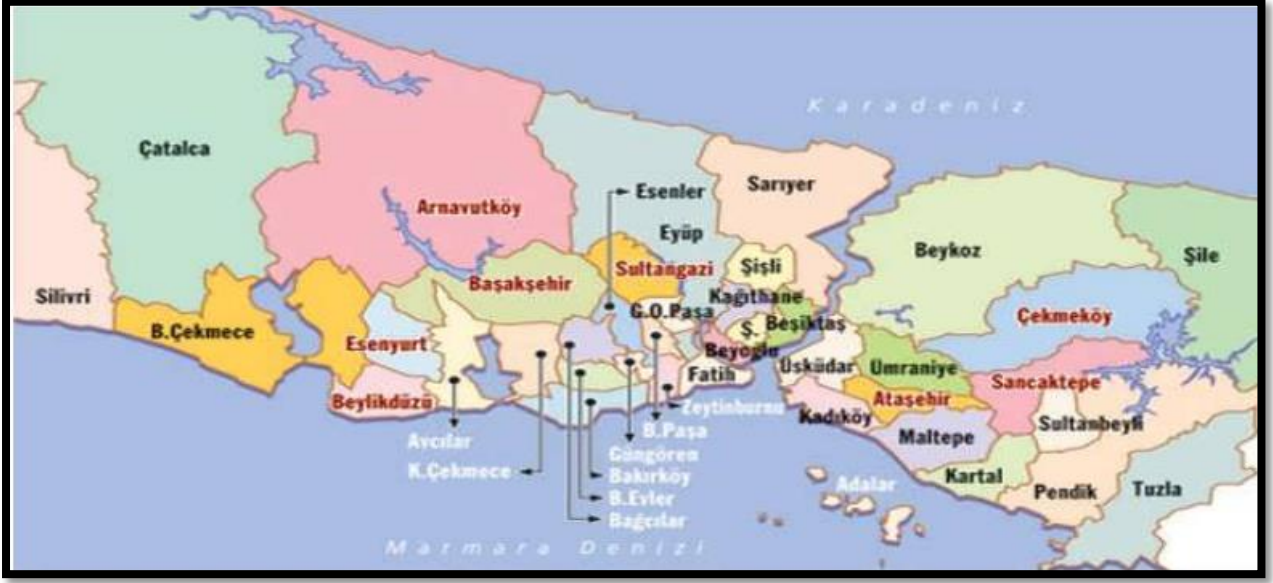 Karadeniz
Çatalca
Sarıyer
Esenler
Arnavutköy
Eyüp
Beykoz
Şile
Sultangazi
Şişli
Başakşehir
Silivri
Kağıthane
G.O.Paşa
Çekmeköy
B.Çekmece
Ş.
Beşiktaş
Esenyurt
Beyoğlu
Üsküdar
Ümraniye
Fatih
Sancaktepe
Beylikdüzü
Ataşehir
Zeytinburnu
Kadıköy
Sultanbeyli
B.Paşa
Maltepe
Avcılar
Güngören
K.Çekmece
Bakırköy
Adalar
Kartal
Pendik
Tuzla
B.Evler
Bağcılar
Marmara Denizi